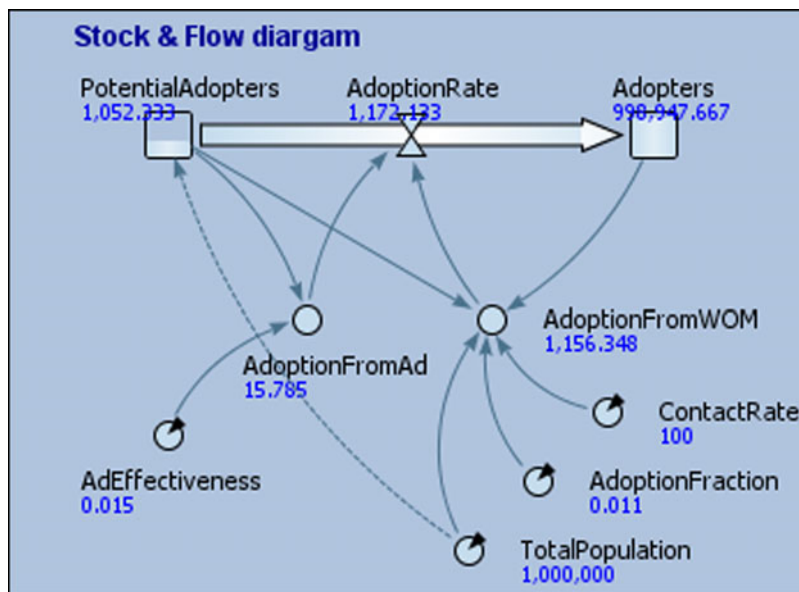 Stock & Flow diargam
PotentialAdopters
1,052.333
AdoptionRate
1,172.133
Adopters
998,947.667
AdoptionFromAd
15.785
AdoptionFromWOM
1,156.348
ContactRate
100
AdEffectiveness
0.015
AdoptionFraction
0.011
TotalPopulation
1,000,000